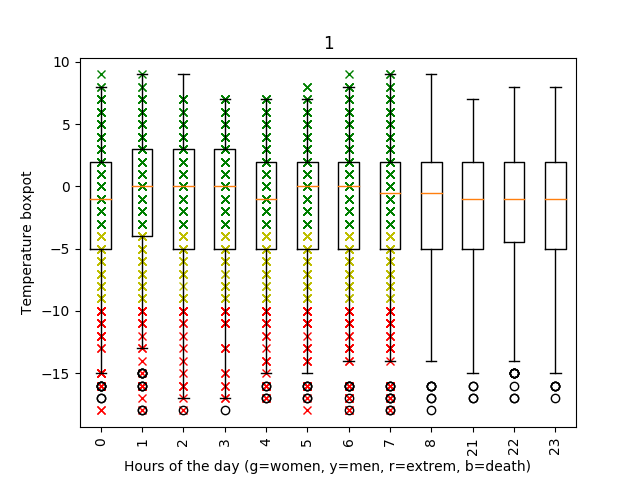 1
Temperature boxpot
10
5
0
−5
−10
−15
0 1 2 3 4 5 6 7 8 21 22 23
Hours of the day (g=women, y=men, r=extrem, b=death)